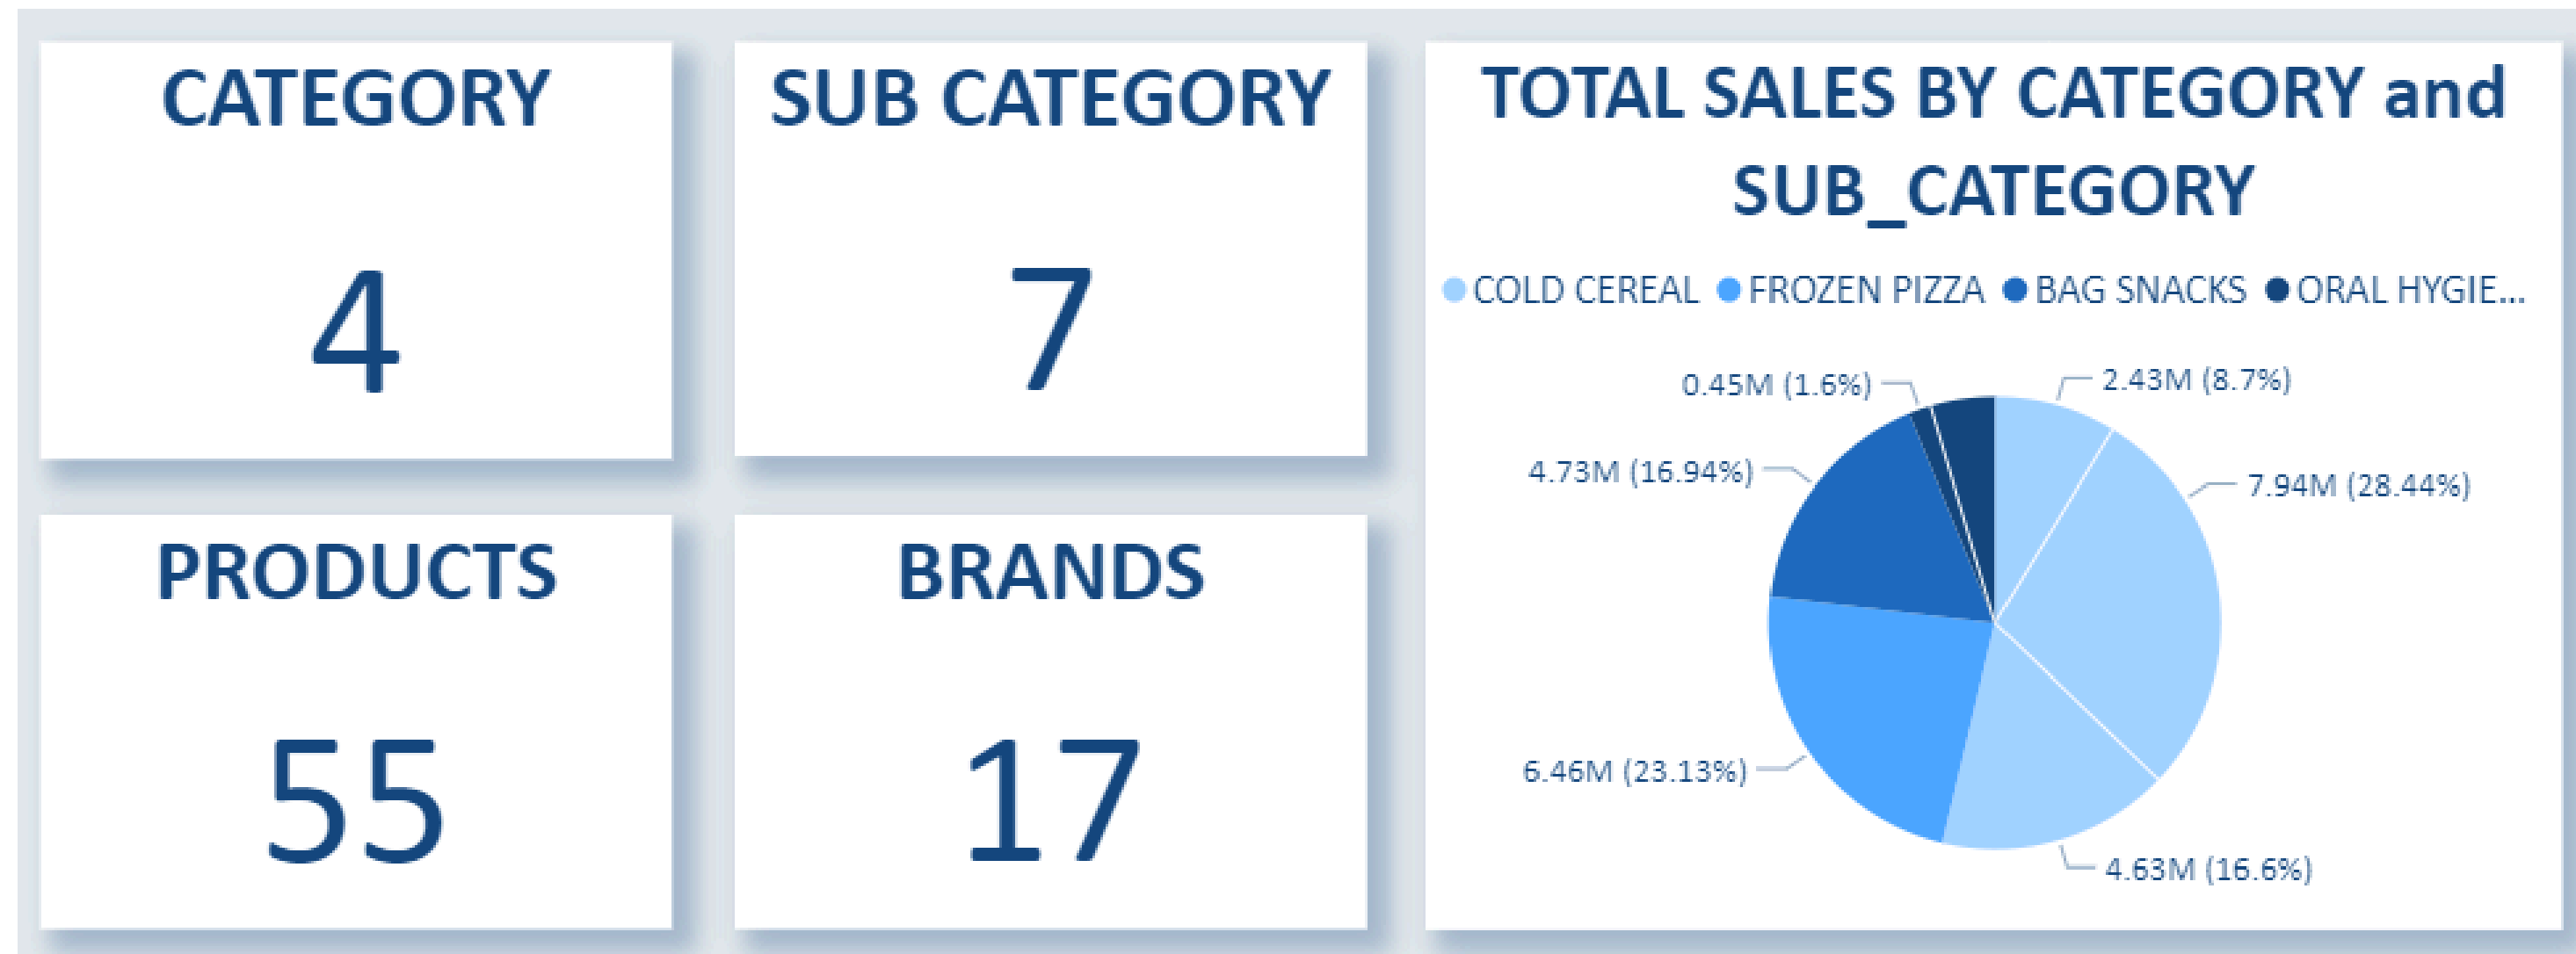 CATEGORY
4
SUB CATEGORY
7
PRODUCTS
55
BRANDS
17
TOTAL SALES BY CATEGORY and
SUB_CATEGORY
COLD CEREAL FROZEN PIZZA BAG SNACKS ORAL HYGIE...
0.45M (1.6%)
2.43M (8.7%)
4.73M (16.94%)
7.94M (28.44%)
6.46M (23.13%)
4.63M (16.6%)